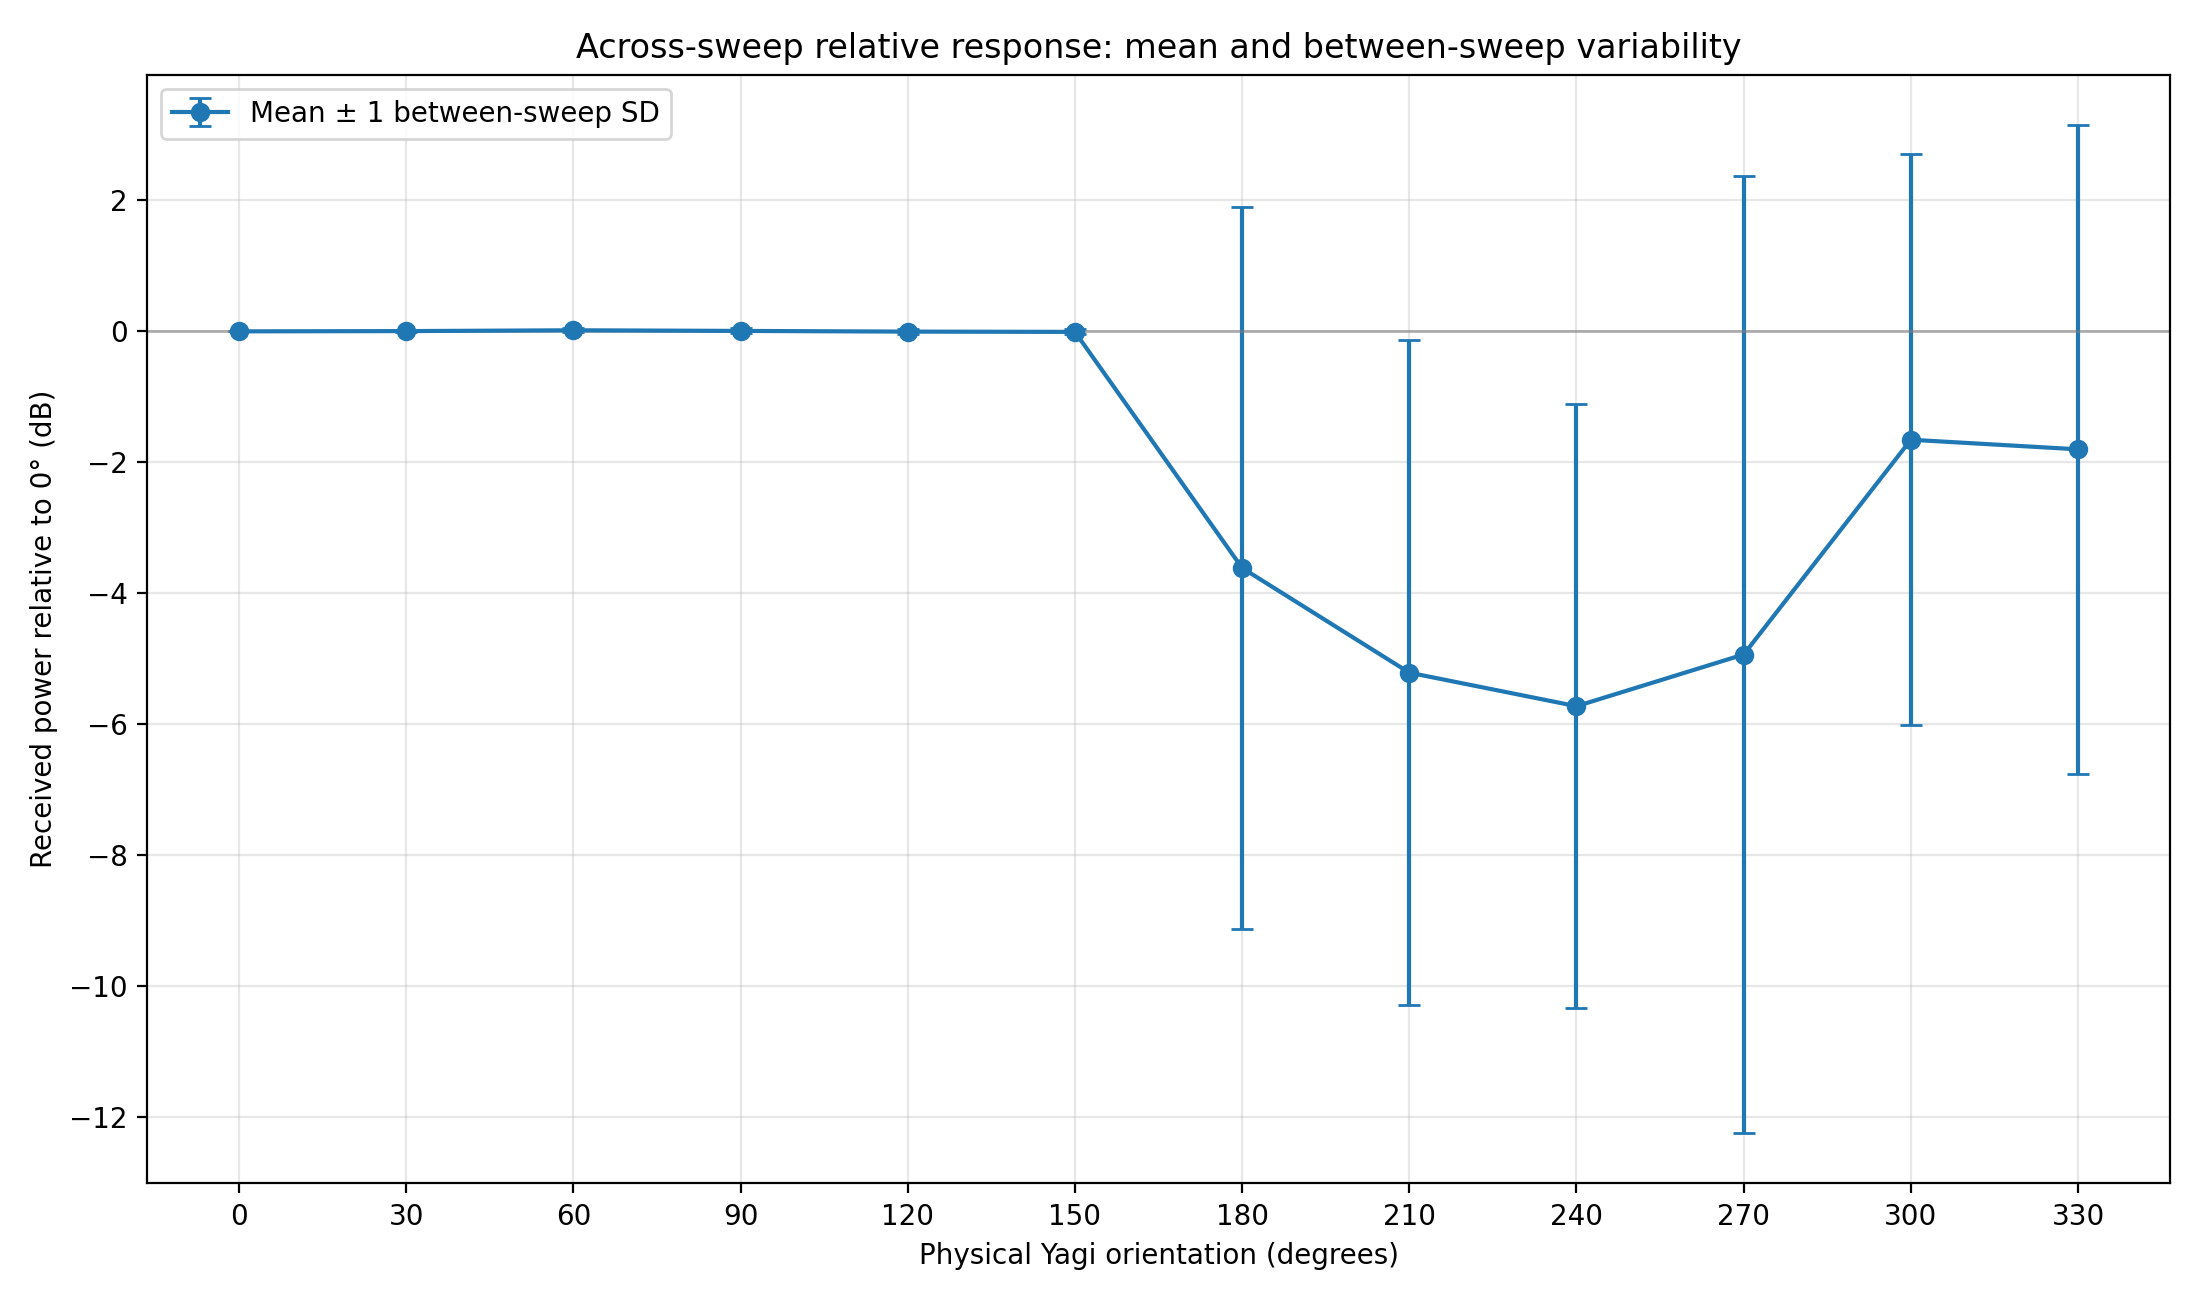 Across-sweep relative response: mean and between-sweep variability
Mean ± 1 between-sweep SD
Received power relative to 0° (dB)
2
0
−2
−4
−6
−8
−10
−12
0 30 60 90 120 150 180 210 240 270 300 330
Physical Yagi orientation (degrees)